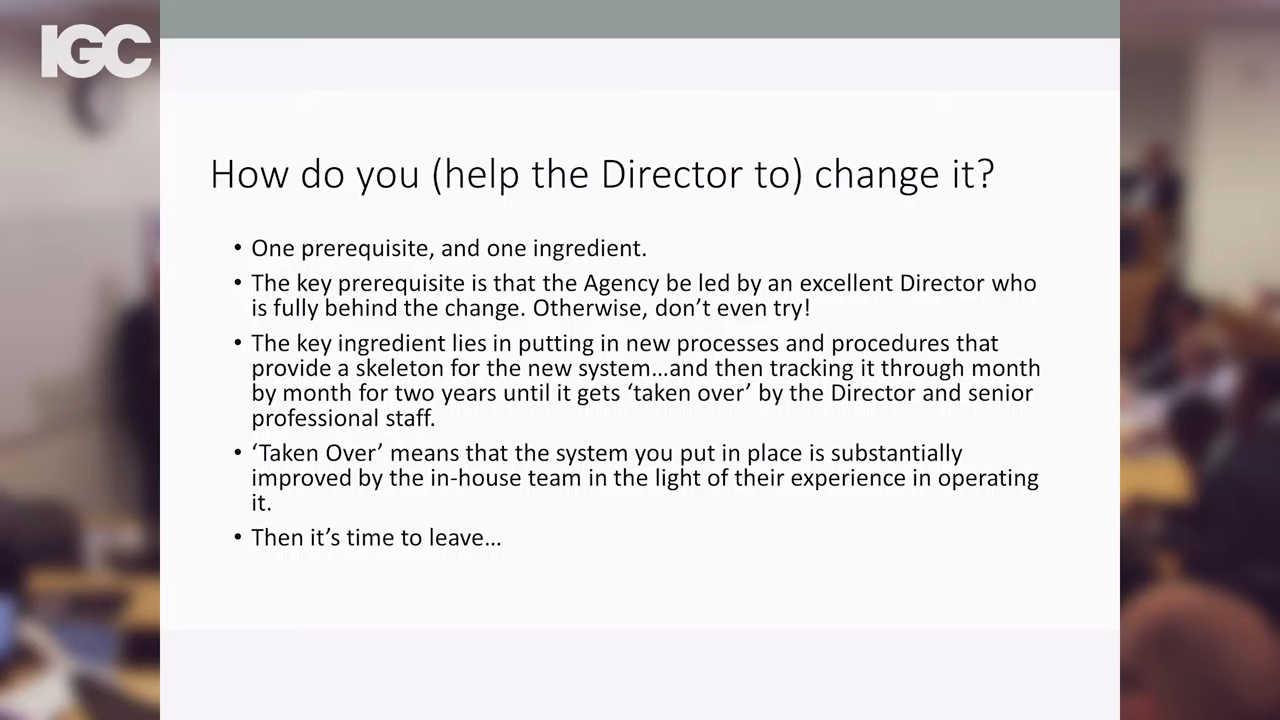 IGC
How do you (help the Director to) change it?
• One prerequisite, and one ingredient.
• The key prerequisite is that the Agency be led by an excellent Director who
is fully behind the change. Otherwise, don’t even try!
• The key ingredient lies in putting in new processes and procedures that
provide a skeleton for the new system…and then tracking it through month
by month for two years until it gets ‘taken over’ by the Director and senior
professional staff.
• ‘Taken Over’ means that the system you put in place is substantially
improved by the in-house team in the light of their experience in operating
it.
• Then it’s time to leave…